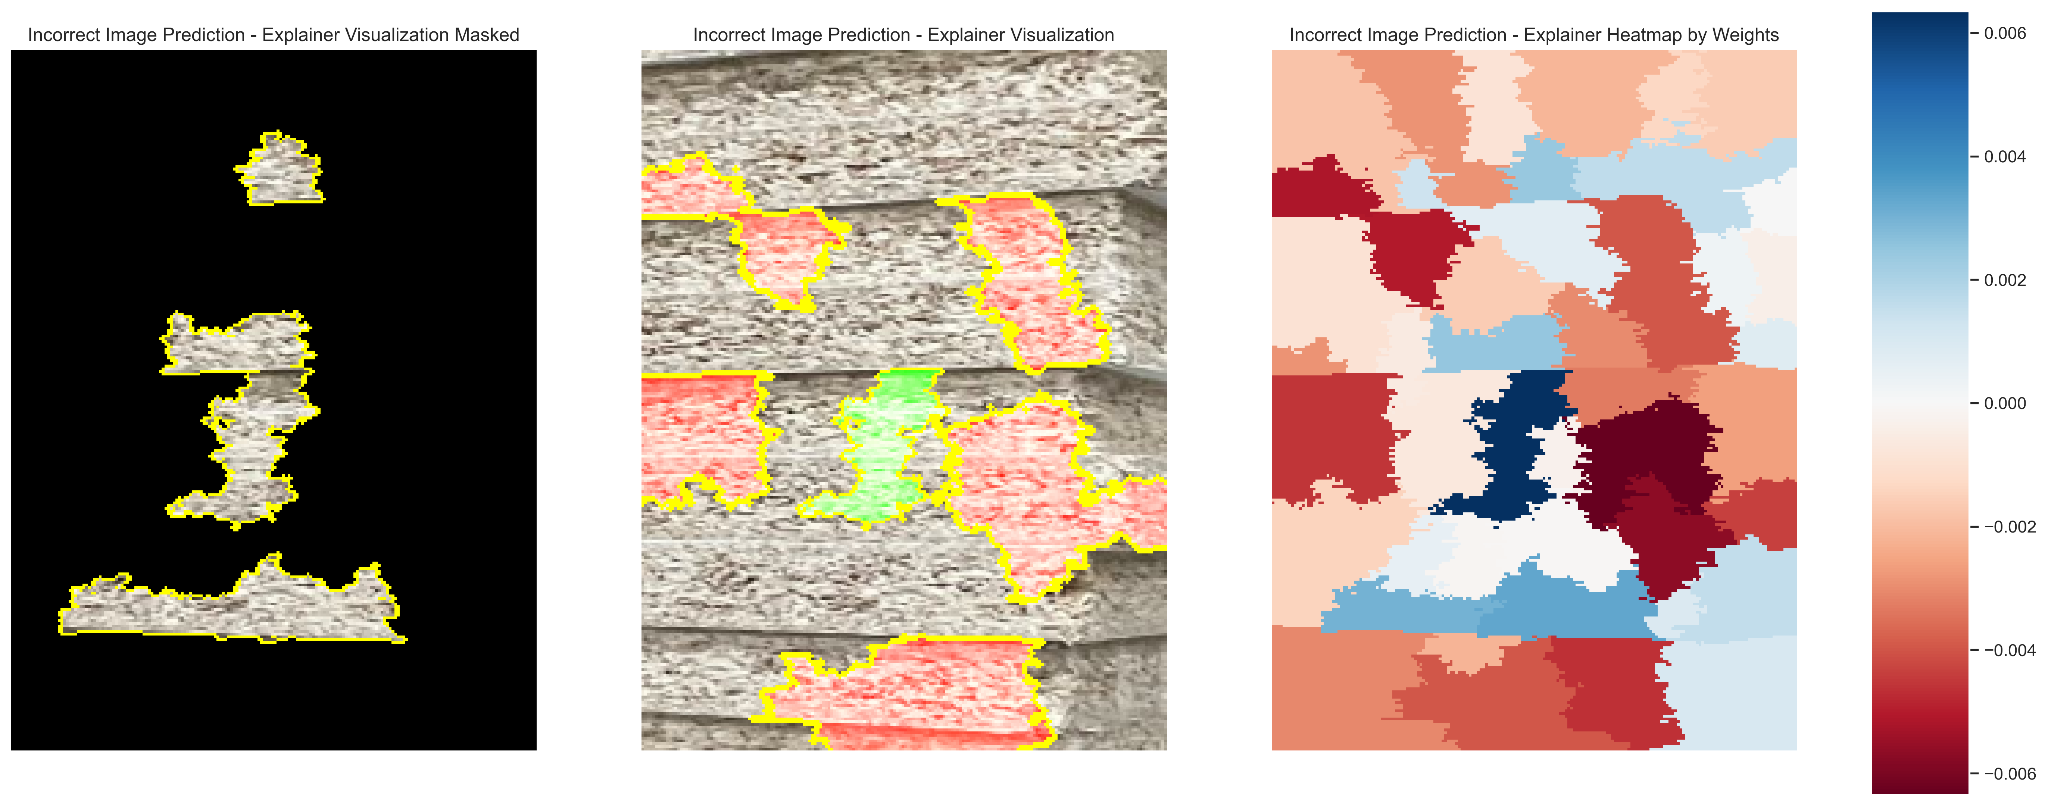 Incorrect Image Prediction - Explainer Visualization Masked
Incorrect Image Prediction - Explainer Visualization
Incorrect Image Prediction - Explainer Heatmap by Weights
0.006
0.004
0.002
0.000
−0.002
−0.004
−0.006